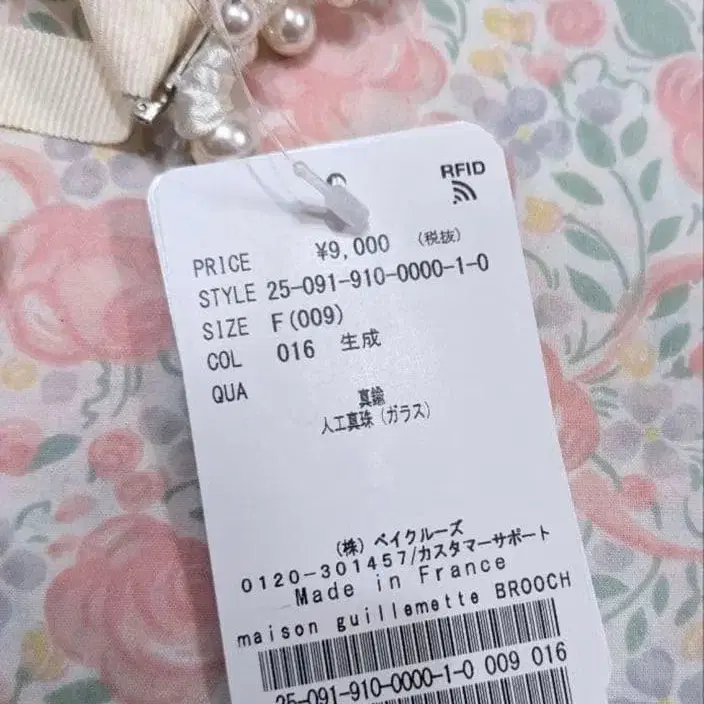 RFID
PRICE ¥9,000 (税抜)
STYLE 25-091-910-0000-1-0
SIZE F(009)
COL 016 生成
QUA
真鍮
人工真珠(ガラス)
(株)ベイクルーズ
0120-301457/カスタマーサポート
Made in France
maison guillemette BROOCH
25-091-910-0000-1-0 009 016